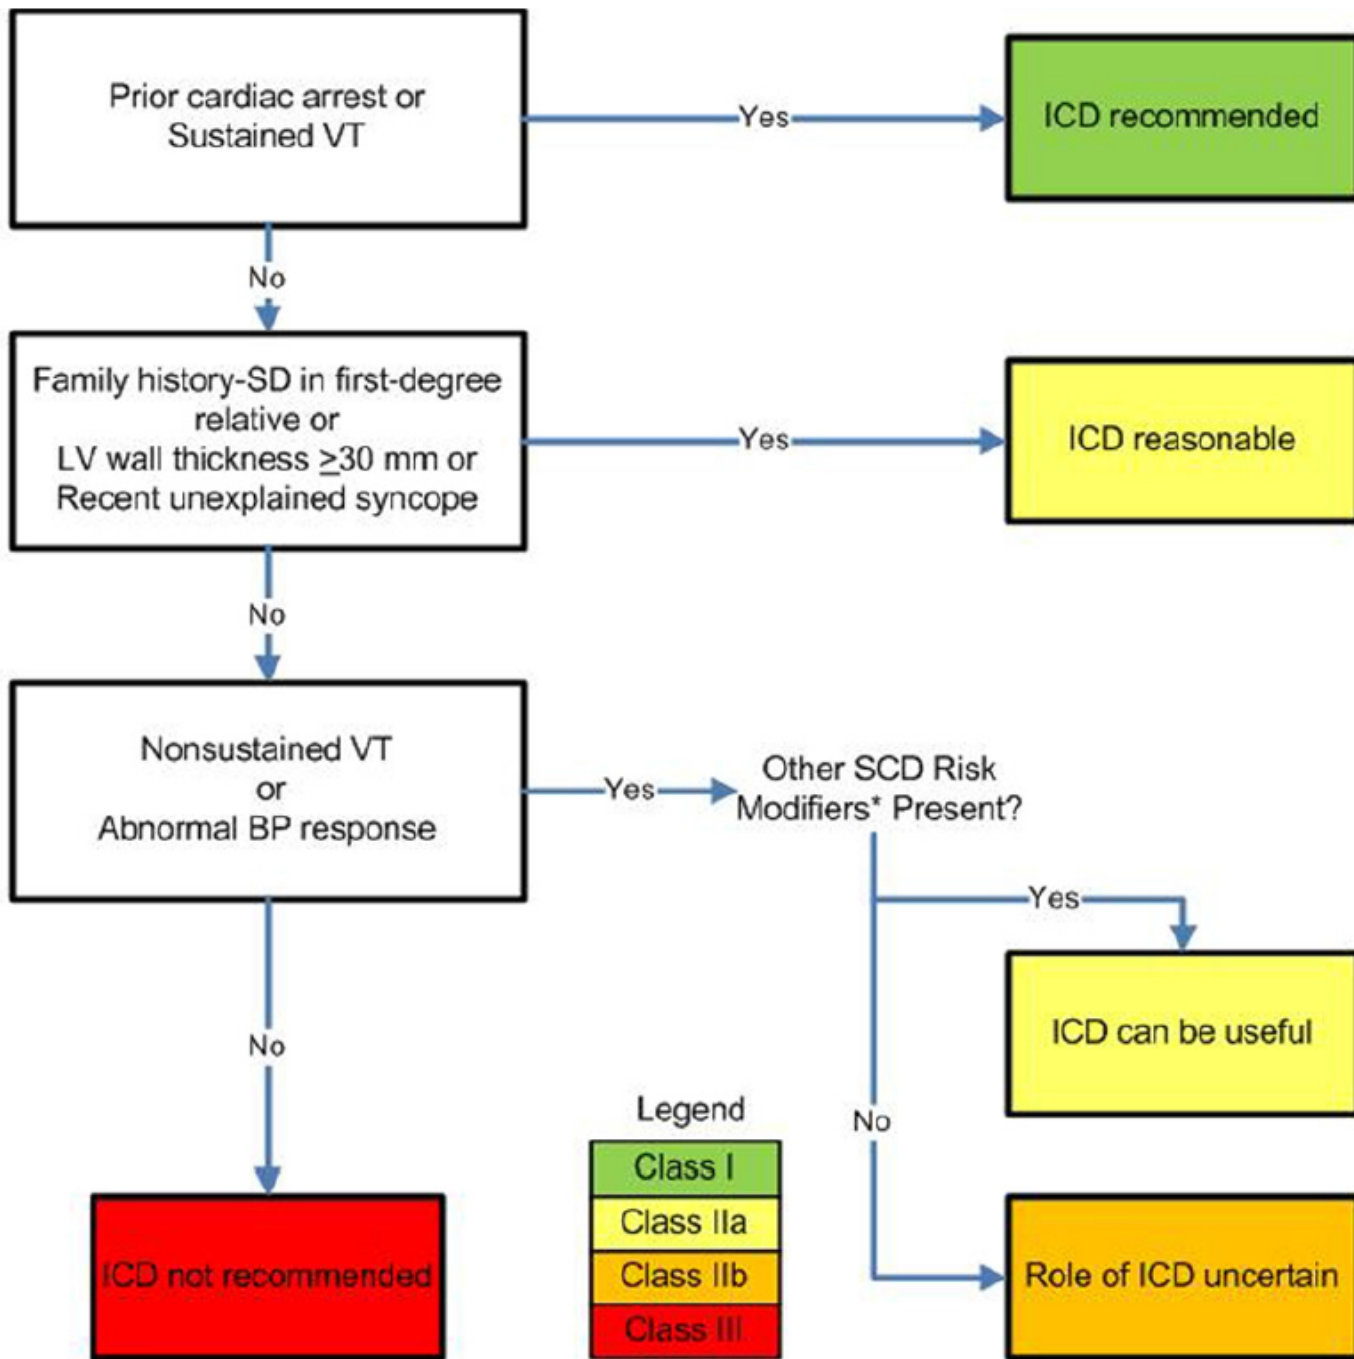 Prior cardiac arrest or
Sustained VT
Yes
ICD recommended
No
Family history-SD in first-degree
relative or
LV wall thickness ≥30 mm or
Recent unexplained syncope
Yes
ICD reasonable
No
Nonsustained VT
or
Abnormal BP response
Yes
Other SCD Risk
Modifiers* Present?
Yes
ICD can be useful
No
Role of ICD uncertain
No
ICD not recommended
Legend
Class I
Class IIa
Class IIb
Class III